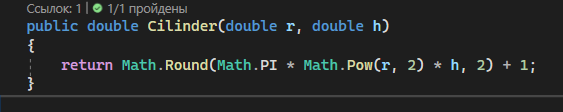 Ссылок: 1 | 1/1 пройдены
public double Cilinder(double r, double h)
{
    return Math.Round(Math.PI * Math.Pow(r, 2) * h, 2) + 1;
}